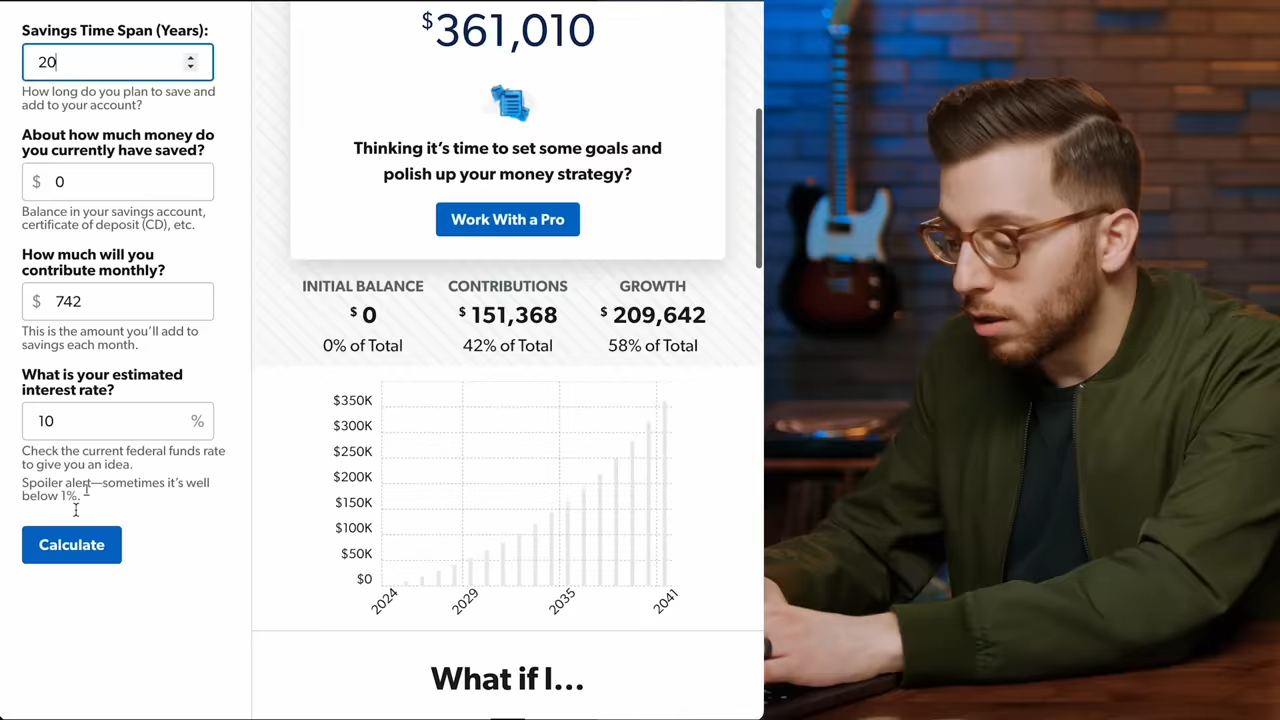 Savings Time Span (Years):
20
How long do you plan to save and
add to your account?
About how much money do
you currently have saved?
$ 0
Balance in your savings account,
certificate of deposit (CD), etc.
How much will you
contribute monthly?
$ 742
This is the amount you’ll add to
savings each month.
What is your estimated
interest rate?
10 %
Check the current federal funds rate
to give you an idea.
Spoiler alert—sometimes it’s well
below 1%.
Calculate
$361,010
Thinking it’s time to set some goals and
polish up your money strategy?
Work With a Pro
INITIAL BALANCE CONTRIBUTIONS GROWTH
$ 0 $ 151,368 $ 209,642
0% of Total 42% of Total 58% of Total
$350K
$300K
$250K
$200K
$150K
$100K
$50K
$0
2024 2029 2035 2041
What if I...